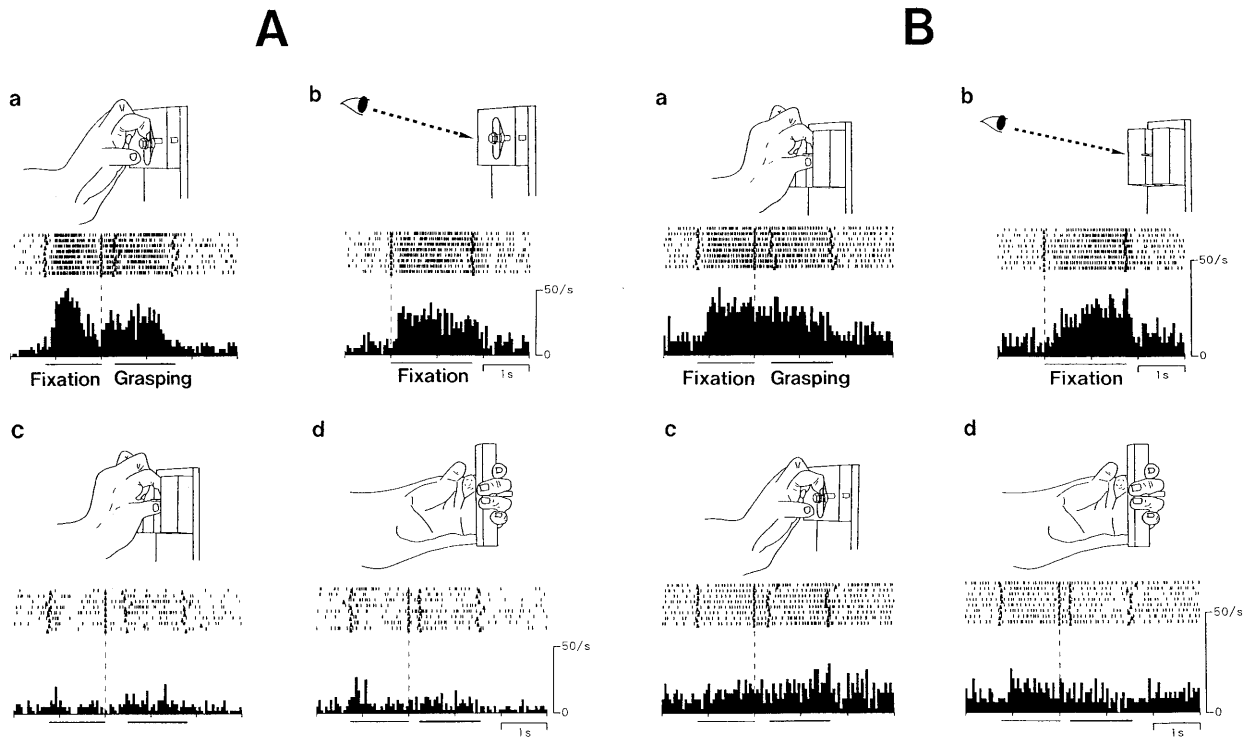 A
B
a
b
a
b
50/s
0
50/s
0
Fixation Grasping
Fixation
1s
Fixation Grasping
Fixation
1s
c
d
c
d
50/s
0
1s
50/s
0
1s